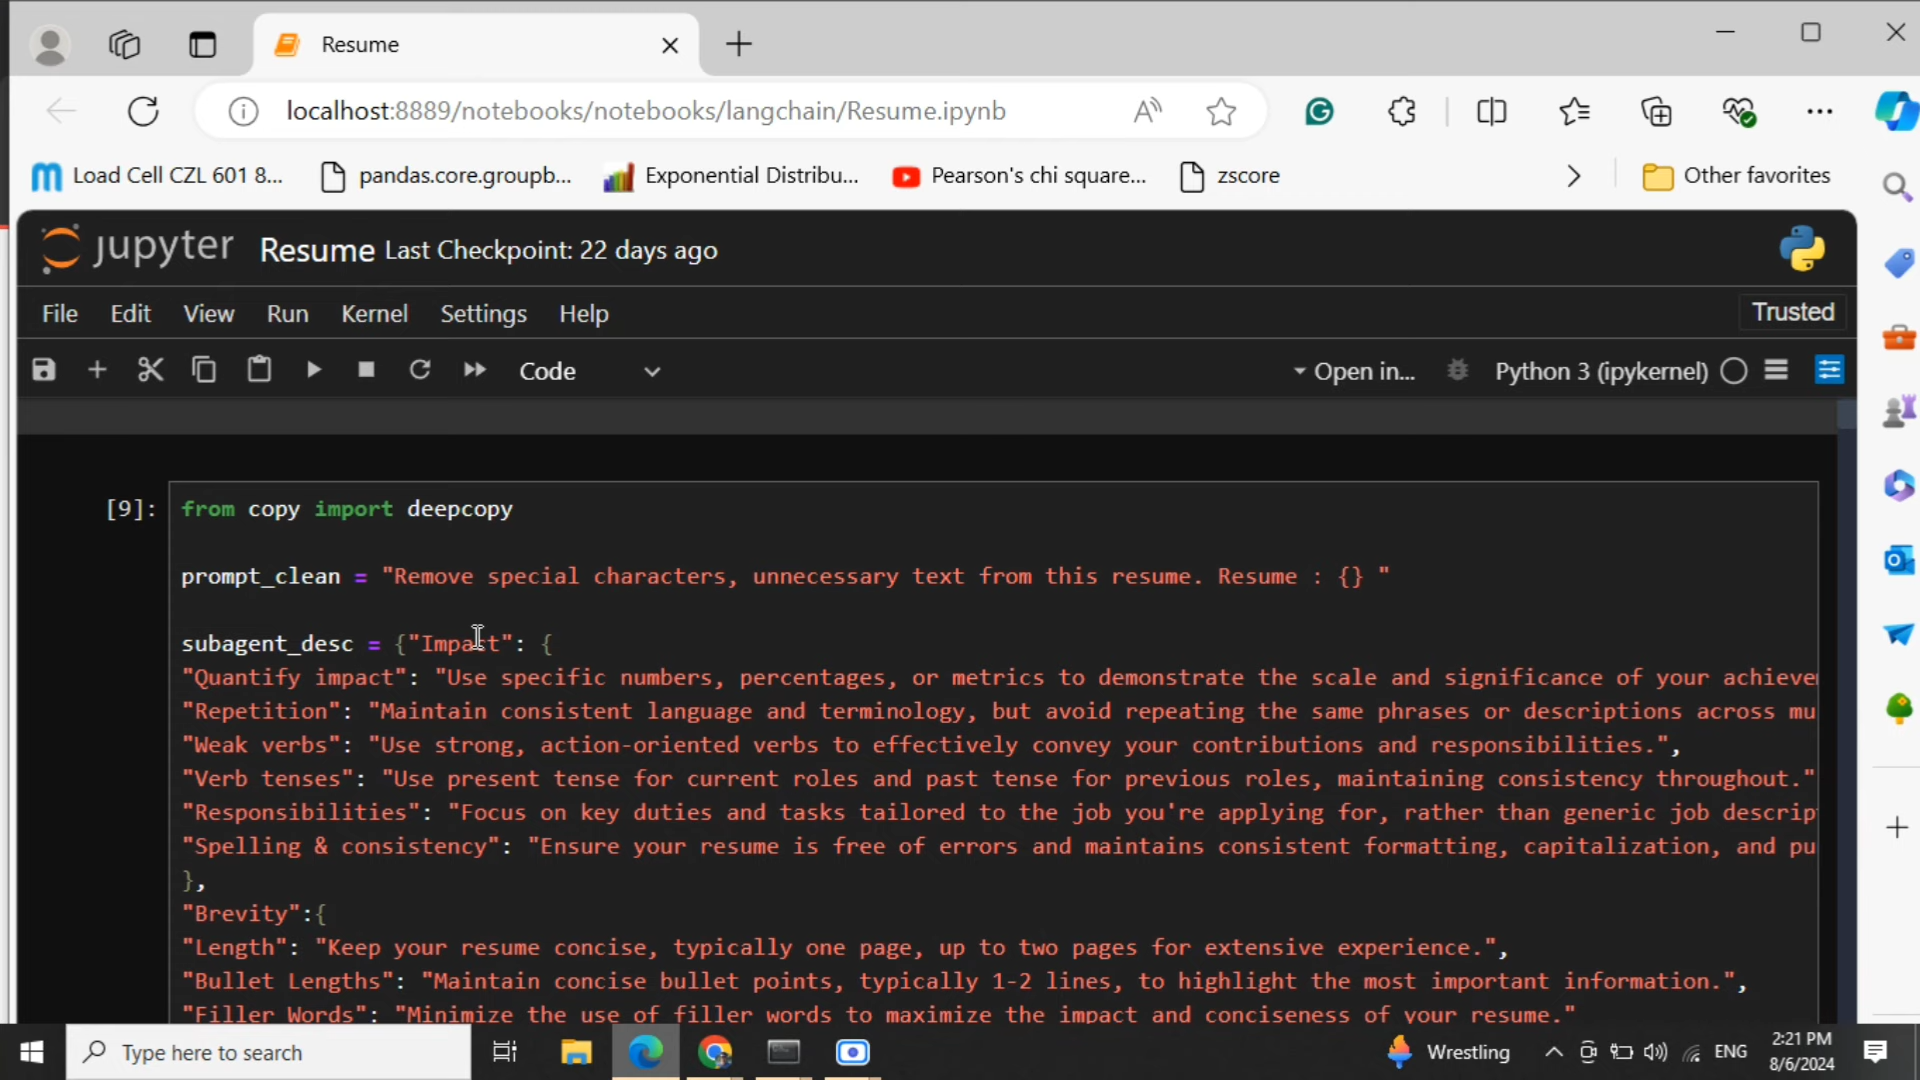 Resume
localhost:8889/notebooks/notebooks/langchain/Resume.ipynb
Load Cell CZL 601 8...
pandas.core.groupb...
Exponential Distribu...
Pearson's chi square...
zscore
Other favorites
jupyter Resume Last Checkpoint: 22 days ago
File Edit View Run Kernel Settings Help Trusted
Code Open in... Python 3 (ipykernel)
[9]: from copy import deepcopy
prompt_clean = "Remove special characters, unnecessary text from this resume. Resume : {} "
subagent_desc = {"Impact": {
"Quantify impact": "Use specific numbers, percentages, or metrics to demonstrate the scale and significance of your achieve
"Repetition": "Maintain consistent language and terminology, but avoid repeating the same phrases or descriptions across mu
"Weak verbs": "Use strong, action-oriented verbs to effectively convey your contributions and responsibilities.",
"Verb tenses": "Use present tense for current roles and past tense for previous roles, maintaining consistency throughout."
"Responsibilities": "Focus on key duties and tasks tailored to the job you're applying for, rather than generic job descrip
"Spelling & consistency": "Ensure your resume is free of errors and maintains consistent formatting, capitalization, and pu
},
"Brevity":{
"Length": "Keep your resume concise, typically one page, up to two pages for extensive experience.",
"Bullet Lengths": "Maintain concise bullet points, typically 1-2 lines, to highlight the most important information.",
"Filler Words": "Minimize the use of filler words to maximize the impact and conciseness of your resume."
Type here to search
Wrestling
ENG
2:21 PM
8/6/2024